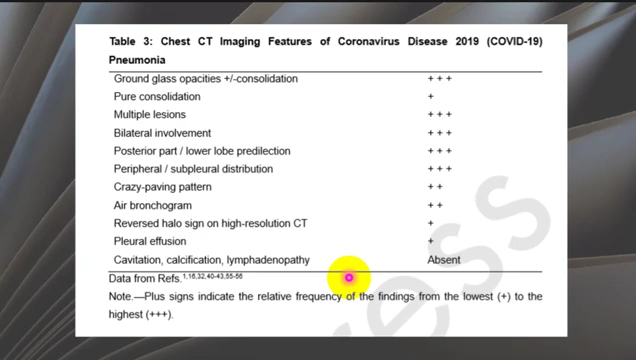 Table 3: Chest CT Imaging Features of Coronavirus Disease 2019 (COVID-19)
Pneumonia
Ground glass opacities +/-consolidation +++
Pure consolidation +
Multiple lesions +++
Bilateral involvement +++
Posterior part / lower lobe predilection +++
Peripheral / subpleural distribution +++
Crazy-paving pattern ++
Air bronchogram ++
Reversed halo sign on high-resolution CT +
Pleural effusion +
Cavitation, calcification, lymphadenopathy Absent
Data from Refs.1,16,32,40-43,55-56
Note.—Plus signs indicate the relative frequency of the findings from the lowest (+) to the
highest (+++).
ress